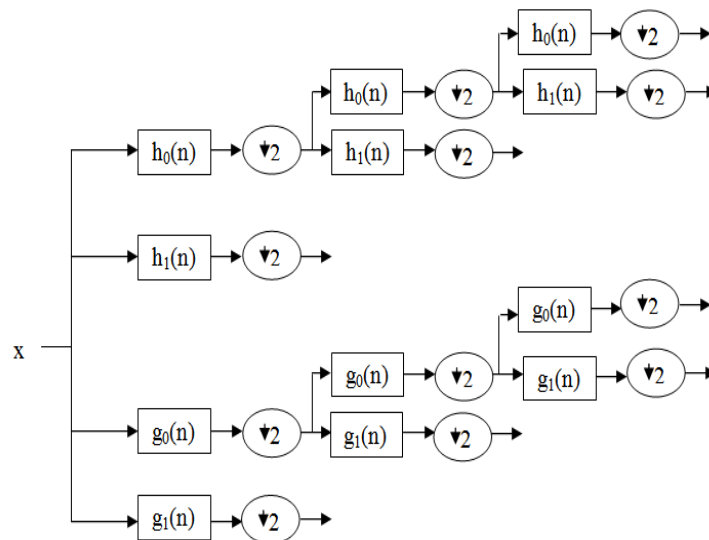 h₀(n) ↓2
h₀(n) ↓2 h₁(n) ↓2
h₀(n) ↓2 h₁(n) ↓2
h₁(n) ↓2
g₀(n) ↓2
x
g₀(n) ↓2 g₁(n) ↓2
g₀(n) ↓2 g₁(n) ↓2
g₁(n) ↓2